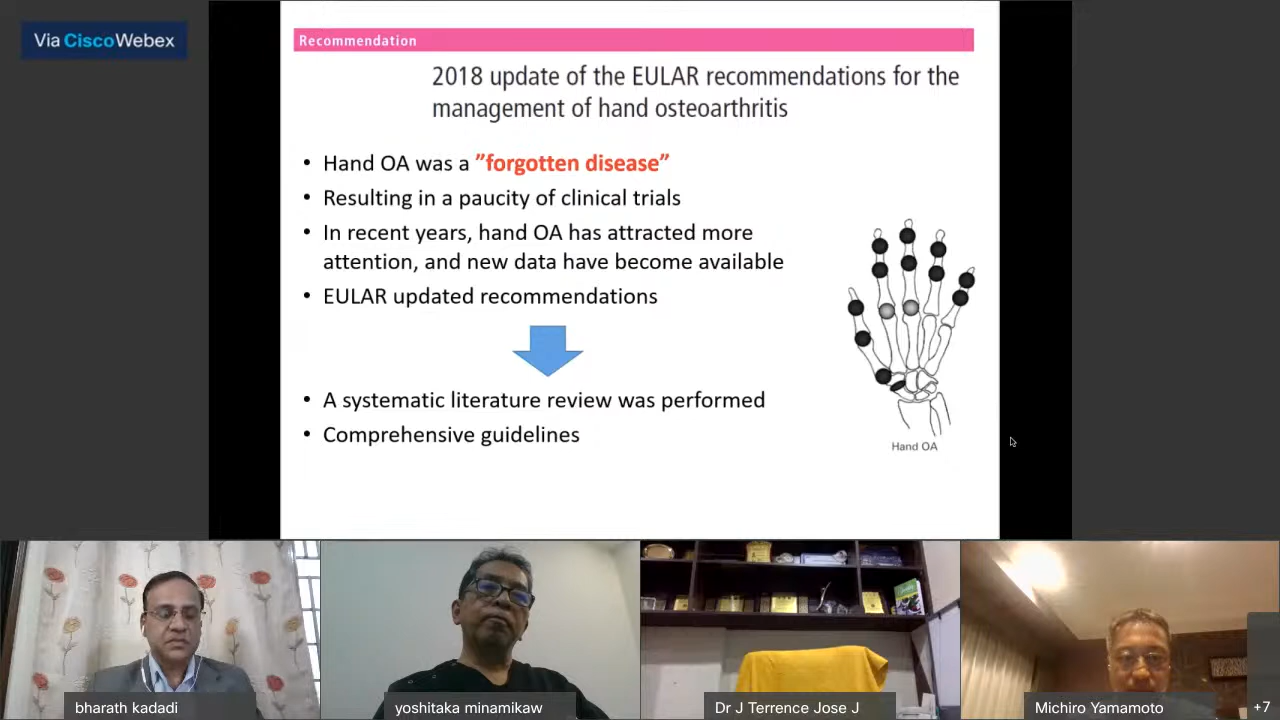 Via CiscoWebex
Recommendation
2018 update of the EULAR recommendations for the
management of hand osteoarthritis
• Hand OA was a ”forgotten disease”
• Resulting in a paucity of clinical trials
• In recent years, hand OA has attracted more
attention, and new data have become available
• EULAR updated recommendations
• A systematic literature review was performed
• Comprehensive guidelines
Hand OA
bharath kadadi
yoshitaka minamikaw
Dr J Terrence Jose J
Michiro Yamamoto
+7